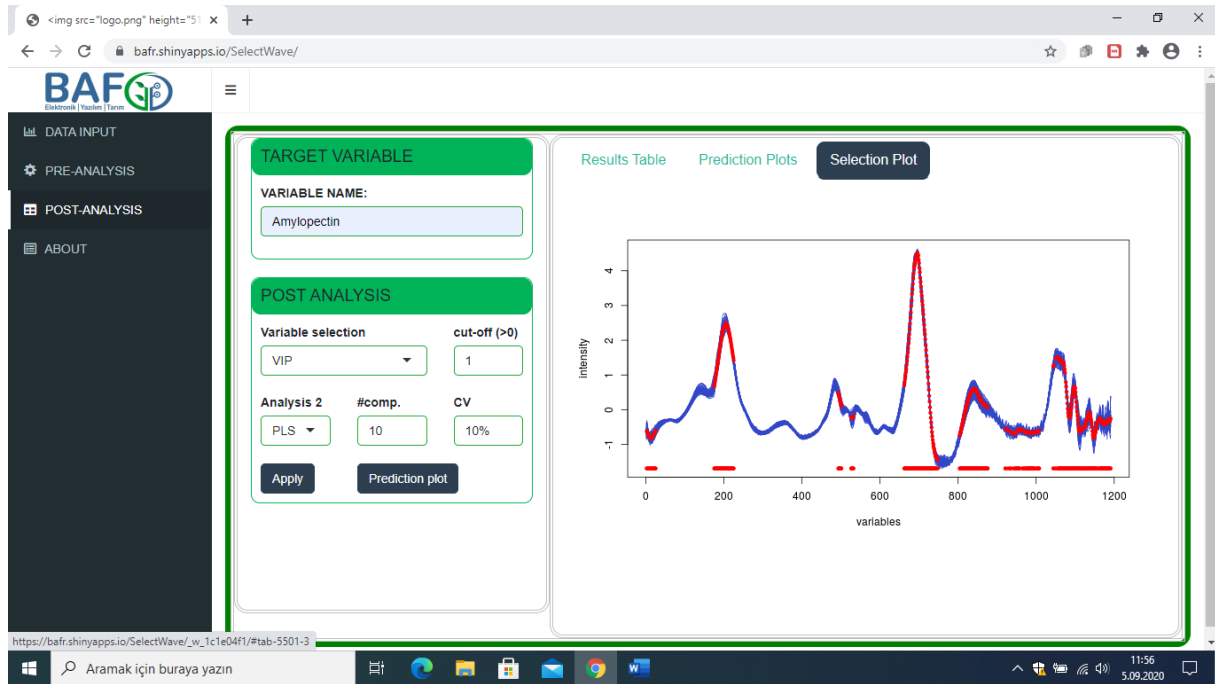 <img src="logo.png" height="51
bafr.shinyapps.io/SelectWave/
BAF
Elektronik | Yazılım | Tarım
DATA INPUT
PRE-ANALYSIS
POST-ANALYSIS
ABOUT
TARGET VARIABLE
VARIABLE NAME:
Amylopectin
POST ANALYSIS
Variable selection cut-off (>0)
VIP 1
Analysis 2 #comp. CV
PLS 10 10%
Apply Prediction plot
Results Table Prediction Plots Selection Plot
intensity
4
3
2
1
0
-1
0 200 400 600 800 1000 1200
variables
https://bafr.shinyapps.io/SelectWave/_w_1c1e04f1/#tab-5501-3
Aramak için buraya yazın
11:56
5.09.2020